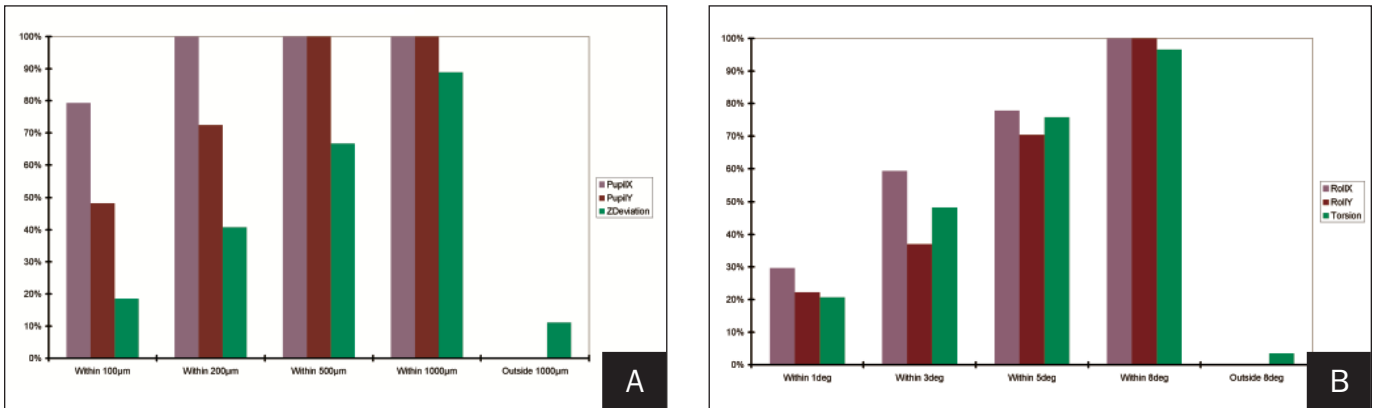 100%
90%
80%
70%
60%
50%
40%
30%
20%
10%
0%
Within 100µm Within 200µm Within 500µm Within 1000µm Outside 1000µm
PupilX
PupilY
ZDeviation
A
100%
90%
80%
70%
60%
50%
40%
30%
20%
10%
0%
Within 1deg Within 3deg Within 5deg Within 8deg Outside 8deg
RollX
RollY
Torsion
B